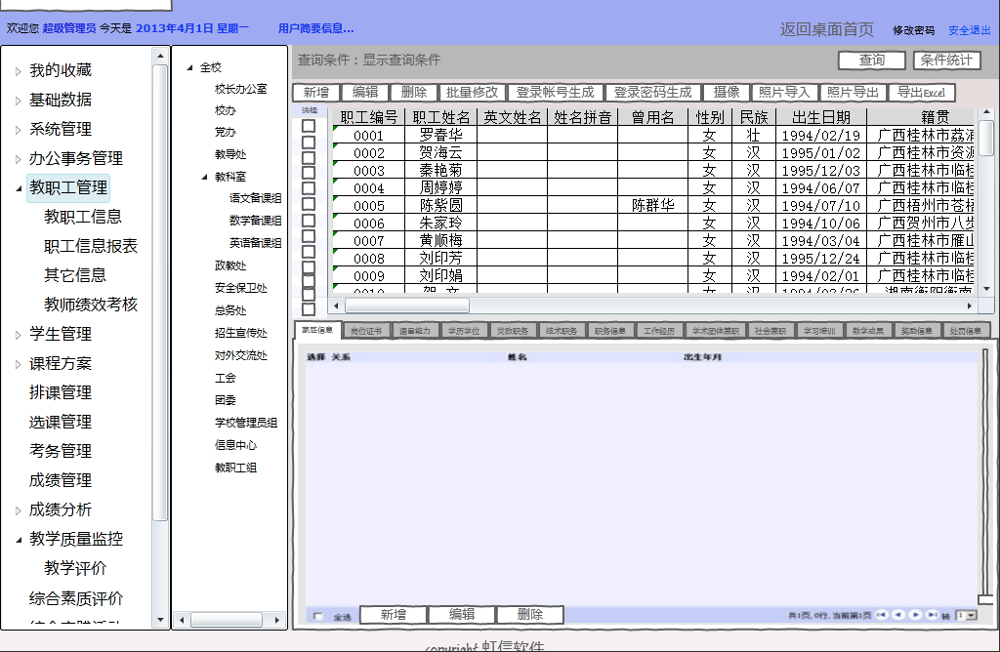 欢迎您 超级管理员 今天是 2013年4月1日 星期一 用户简要信息...
返回桌面首页 修改密码 安全退出
我的收藏
基础数据
系统管理
办公事务管理
教职工管理
教职工信息
职工信息报表
其它信息
教师绩效考核
学生管理
课程方案
排课管理
选课管理
考务管理
成绩管理
成绩分析
教学质量监控
教学评价
综合素质评价
全校
校长办公室
校办
党办
教导处
教科室
语文备课组
数学备课组
英语备课组
政教处
安全保卫处
总务处
招生宣传处
对外交流处
工会
团委
学校管理员组
信息中心
教职工组
查询条件：显示查询条件 查询 条件统计
新增 编辑 删除 批量修改 登录帐号生成 登录密码生成 摄像 照片导入 照片导出 导出Excel
选择 职工编号 职工姓名 英文姓名 姓名拼音 曾用名 性别 民族 出生日期 籍贯
0001 罗春华 女 壮 1994/02/19 广西桂林市荔浦
0002 贺海云 女 汉 1995/01/02 广西桂林市资源
0003 秦艳菊 女 汉 1995/12/03 广西桂林市临桂
0004 周婷婷 女 汉 1994/06/07 广西桂林市临桂
0005 陈紫圆 陈群华 女 汉 1994/07/10 广西梧州市苍梧
0006 朱家玲 女 汉 1994/10/06 广西贺州市八步
0007 黄顺梅 女 汉 1994/03/04 广西桂林市雁山
0008 刘印芳 女 汉 1995/12/24 广西桂林市临桂
0009 刘印娟 女 汉 1994/02/01 广西桂林市临桂
家庭信息 岗位证书 语言能力 学历学位 党政职务 技术职务 职务信息 工作经历 学术团体兼职 社会兼职 学习培训 教学成果 奖励信息 处罚信息
选择 关系 姓名 出生年月
全选 新增 编辑 删除 共1页, 0行, 当前第1页 转 1
copyright 虹信软件